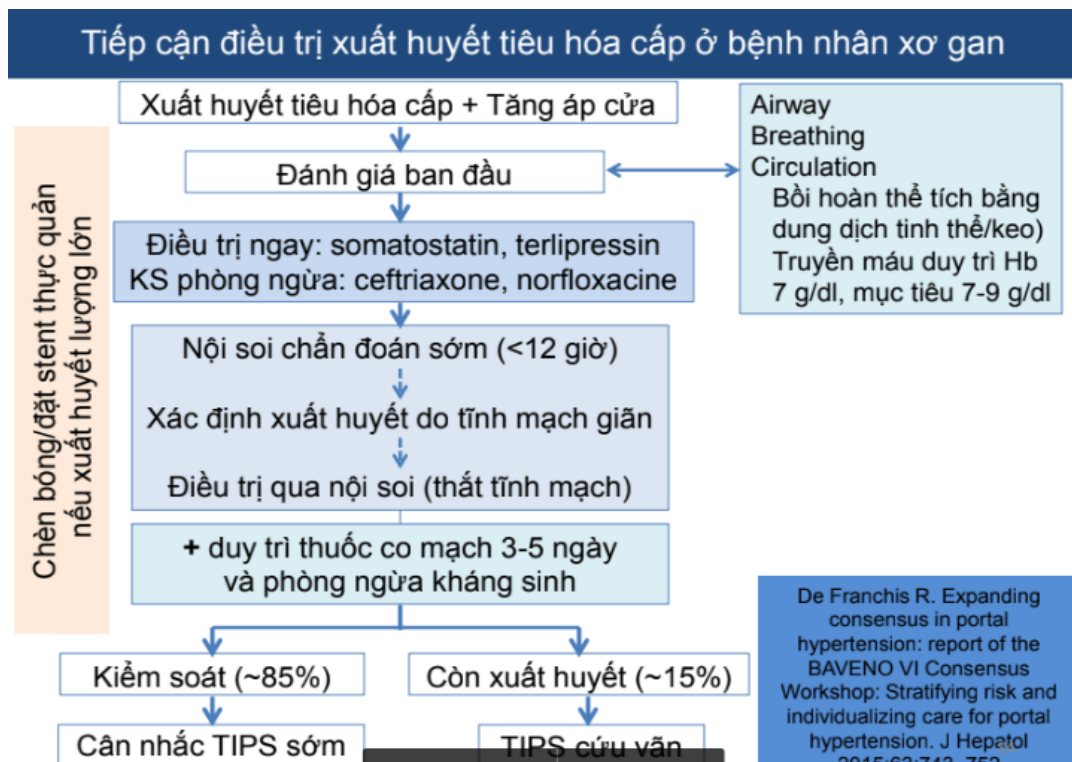 Tiếp cận điều trị xuất huyết tiêu hóa cấp ở bệnh nhân xơ gan
Xuất huyết tiêu hóa cấp + Tăng áp cửa
Đánh giá ban đầu
Airway
Breathing
Circulation
Bồi hoàn thể tích bằng
dung dịch tinh thể/keo)
Truyền máu duy trì Hb
7 g/dl, mục tiêu 7-9 g/dl
Chèn bóng/đặt stent thực quản
nếu xuất huyết lượng lớn
Điều trị ngay: somatostatin, terlipressin
KS phòng ngừa: ceftriaxone, norfloxacine
Nội soi chẩn đoán sớm (<12 giờ)
Xác định xuất huyết do tĩnh mạch giãn
Điều trị qua nội soi (thắt tĩnh mạch)
+ duy trì thuốc co mạch 3-5 ngày
và phòng ngừa kháng sinh
Kiểm soát (~85%)
Còn xuất huyết (~15%)
Cân nhắc TIPS sớm
TIPS cứu vãn
De Franchis R. Expanding
consensus in portal
hypertension: report of the
BAVENO VI Consensus
Workshop: Stratifying risk and
individualizing care for portal
hypertension. J Hepatol
2015;63:743–752